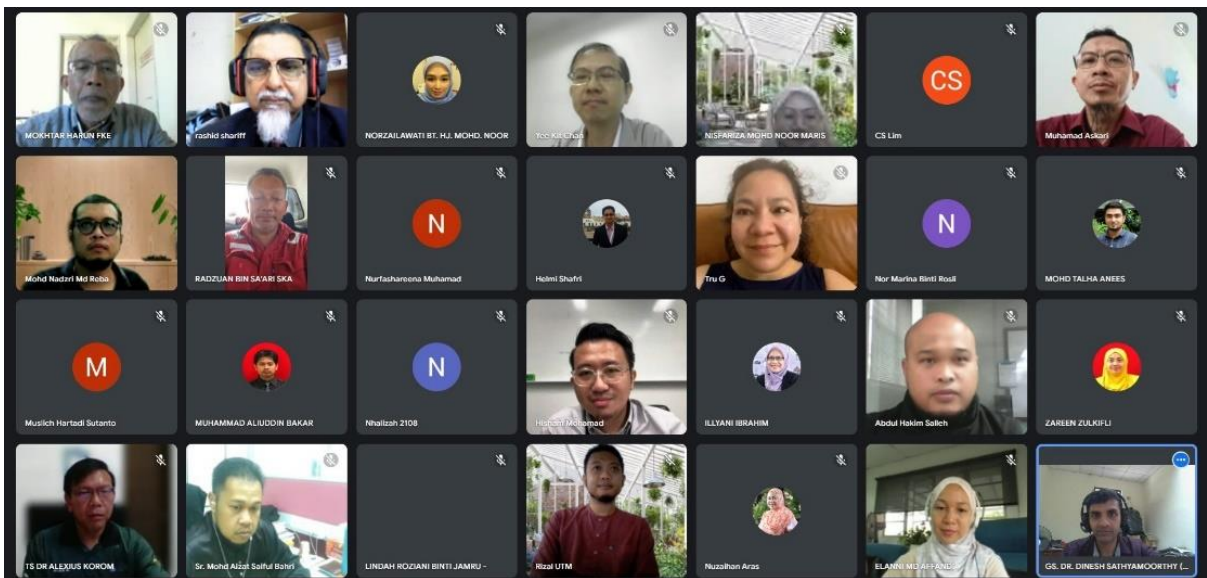 MOKHTAR HARUN FKE
rashid shariff
NORZAILAWATI BT. HJ. MOHD. NOOR
Yee Kit Chan
NISFARIZA MOHD NOOR MARIS
CS
CS Lim
Muhamad Askari
Mohd Nadzri Md Reba
RADZUAN BIN SA'ARI SKA
N
Nurfashareena Muhamad
Helmi Shafri
Tru G
N
Nor Marina Binti Rosli
MOHD TALHA ANEES
M
Muslich Hartadi Sutanto
MUHAMMAD ALIUDDIN BAKAR
N
Nhalizah 2108
Hisham Mohamad
ILLYANI IBRAHIM
Abdul Hakim Salleh
ZAREEN ZULKIFLI
TS DR ALEXIUS KOROM
Sr. Mohd Aizat Saiful Bahri
LINDAH ROZIANI BINTI JAMRU -
Rizal UTM
Nuzaihan Aras
ELANNI MD AFFAND
GS. DR. DINESH SATHYAMOORTHY (...